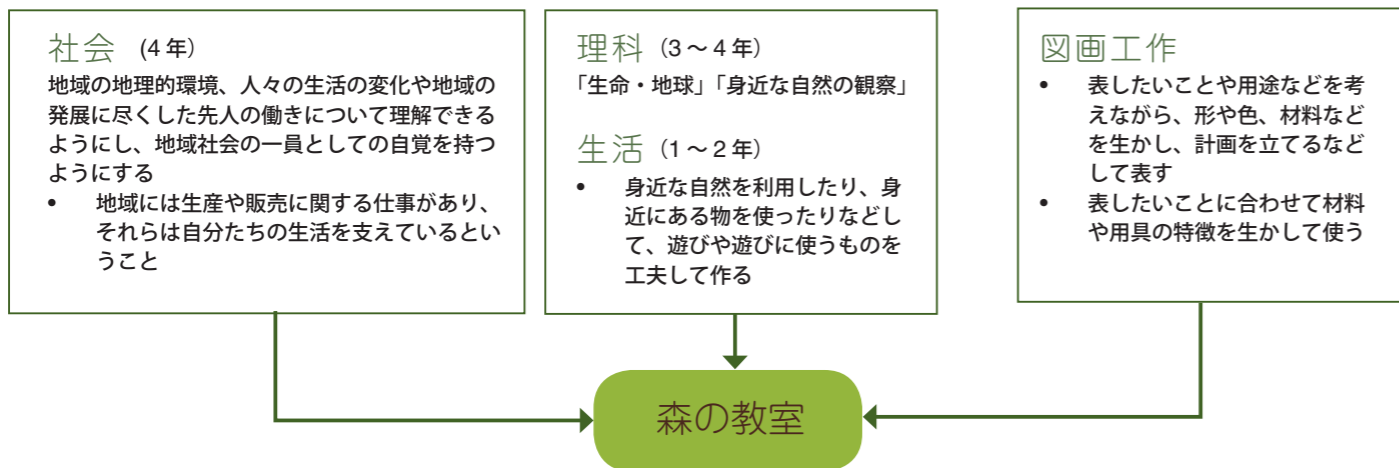 社会 (4年)
地域の地理的環境、人々の生活の変化や地域の
発展に尽くした先人の働きについて理解できる
ようにし、地域社会の一員としての自覚を持つ
ようにする
• 地域には生産や販売に関する仕事があり、
それらは自分たちの生活を支えているとい
うこと
理科（3～4年）
「生命・地球」「身近な自然の観察」
生活（1～2年）
• 身近な自然を利用したり、身
近にある物を使ったりなどし
て、遊びや遊びに使うものを
工夫して作る
図画工作
• 表したいことや用途などを考
えながら、形や色、材料など
を生かし、計画を立てるなど
して表す
• 表したいことに合わせて材料
や用具の特徴を生かして使う
森の教室